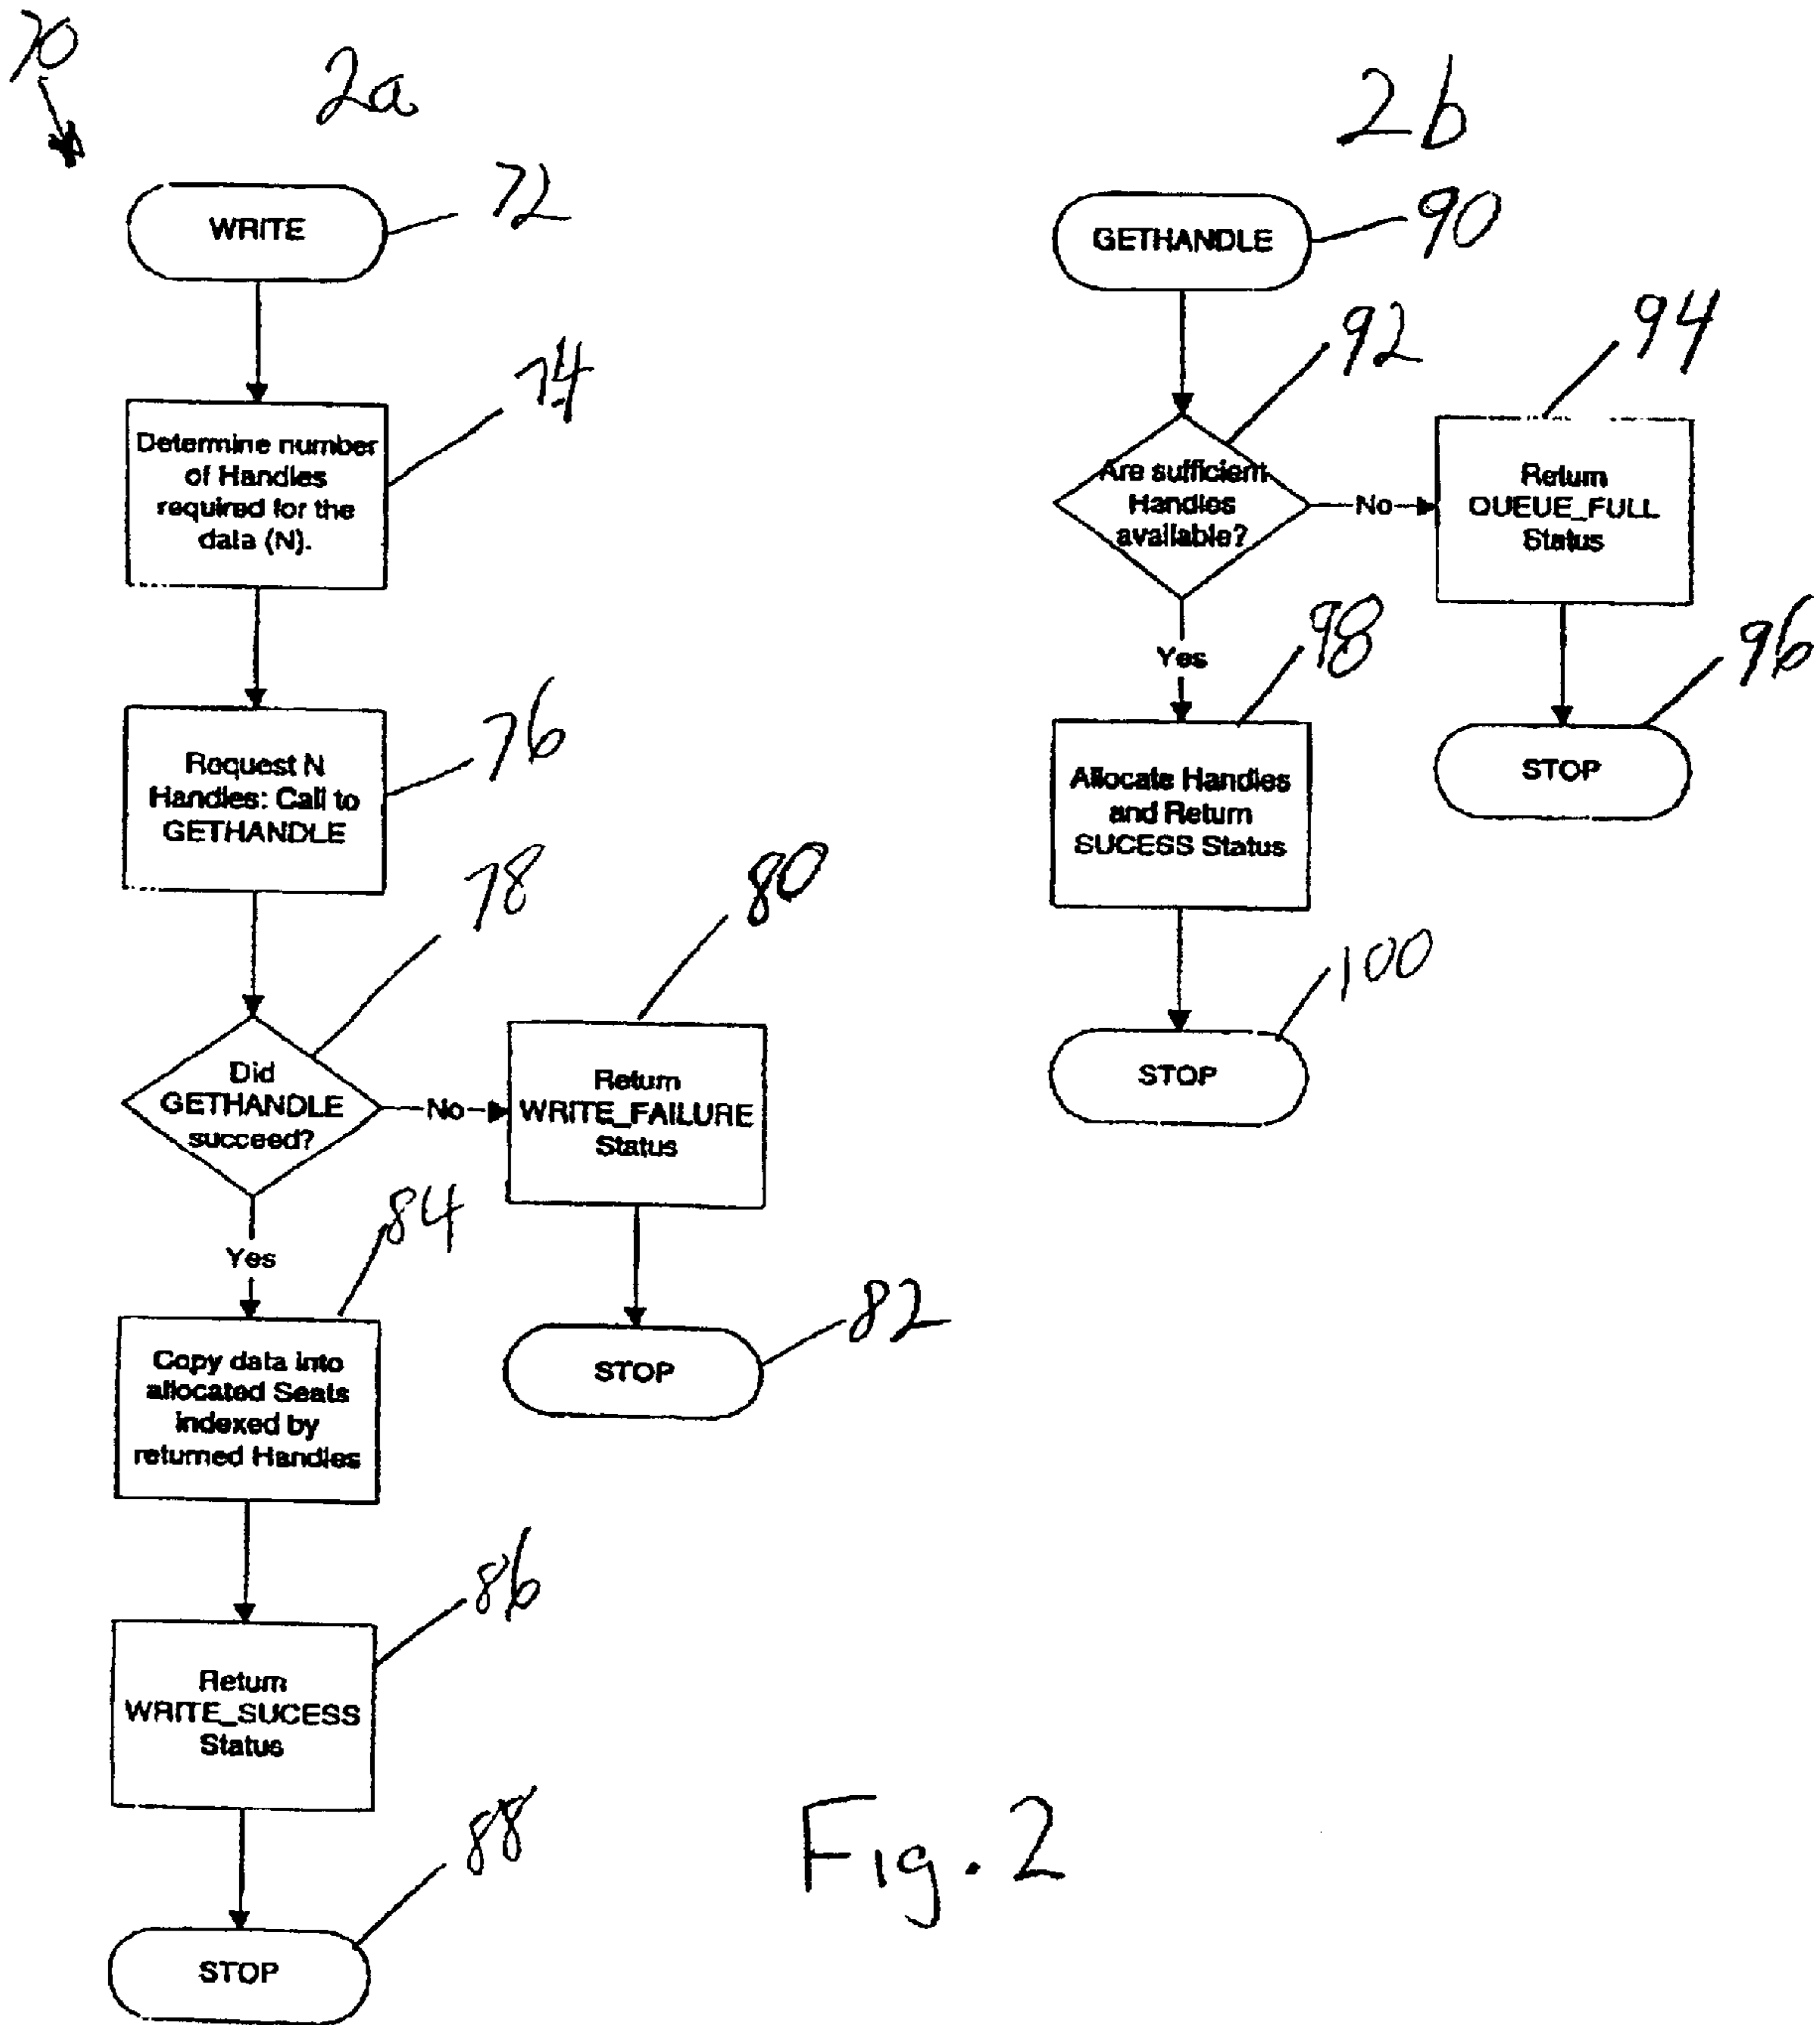 70
2a
WRITE
72
Determine number
of Handles
required for the
data (N).
74
Request N
Handles: Call to
GETHANDLE
76
Did
GETHANDLE
succeed?
78
No
Return
WRITE_FAILURE
Status
80
STOP
82
Yes
Copy data into
allocated Seats
indexed by
returned Handles
84
Return
WRITE_SUCESS
Status
86
STOP
88
2b
GETHANDLE
90
Are sufficient
Handles
available?
92
No
Return
QUEUE_FULL
Status
94
STOP
96
Yes
Allocate Handles
and Return
SUCESS Status
98
STOP
100
Fig. 2